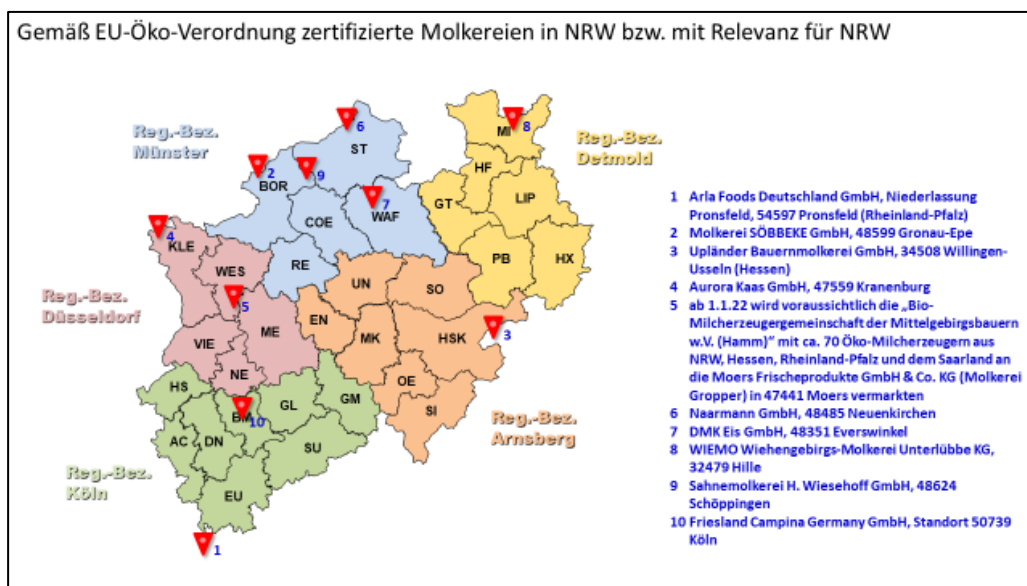 Gemäß EU-Öko-Verordnung zertifizierte Molkereien in NRW bzw. mit Relevanz für NRW
Reg.-Bez.
Münster
Reg.-Bez.
Detmold
Reg.-Bez.
Düsseldorf
Reg.-Bez.
Arnsberg
Reg.-Bez.
Köln
6
ST
MI
8
2
BOR
9
HF
7
WAF
COE
GT
LIP
4
KLE
RE
PB
HX
WES
UN
SO
5
EN
ME
MK
HSK
3
VIE
NE
OE
HS
BM
10
GL
GM
SI
AC
DN
SU
EU
1
1 Arla Foods Deutschland GmbH, Niederlassung
Pronsfeld, 54597 Pronsfeld (Rheinland-Pfalz)
2 Molkerei SÖBBEKE GmbH, 48599 Gronau-Epe
3 Upländer Bauernmolkerei GmbH, 34508 Willingen-
Usseln (Hessen)
4 Aurora Kaas GmbH, 47559 Kranenburg
5 ab 1.1.22 wird voraussichtlich die „Bio-
Milcherzeugergemeinschaft der Mittelgebirgsbauern
w.V. (Hamm)" mit ca. 70 Öko-Milcherzeugern aus
NRW, Hessen, Rheinland-Pfalz und dem Saarland an
die Moers Frischeprodukte GmbH & Co. KG (Molkerei
Gropper) in 47441 Moers vermarkten
6 Naarmann GmbH, 48485 Neuenkirchen
7 DMK Eis GmbH, 48351 Everswinkel
8 WIEMO Wiehengebirgs-Molkerei Unterlübbe KG,
32479 Hille
9 Sahnemolkerei H. Wiesehoff GmbH, 48624
Schöppingen
10 Friesland Campina Germany GmbH, Standort 50739
Köln